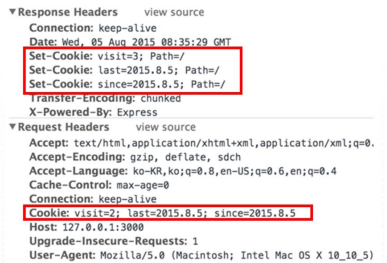 ▼Response Headers view source
Connection: keep-alive
Date: Wed, 05 Aug 2015 08:35:29 GMT
Set-Cookie: visit=3; Path=/
Set-Cookie: last=2015.8.5; Path=/
Set-Cookie: since=2015.8.5; Path=/
Transfer-Encoding: chunked
X-Powered-By: Express
▼Request Headers view source
Accept: text/html,application/xhtml+xml,application/xml;q=0.
Accept-Encoding: gzip, deflate, sdch
Accept-Language: ko-KR,ko;q=0.8,en-US;q=0.6,en;q=0.4
Cache-Control: max-age=0
Connection: keep-alive
Cookie: visit=2; last=2015.8.5; since=2015.8.5
Host: 127.0.0.1:3000
Upgrade-Insecure-Requests: 1
User-Agent: Mozilla/5.0 (Macintosh; Intel Mac OS X 10_10_5)